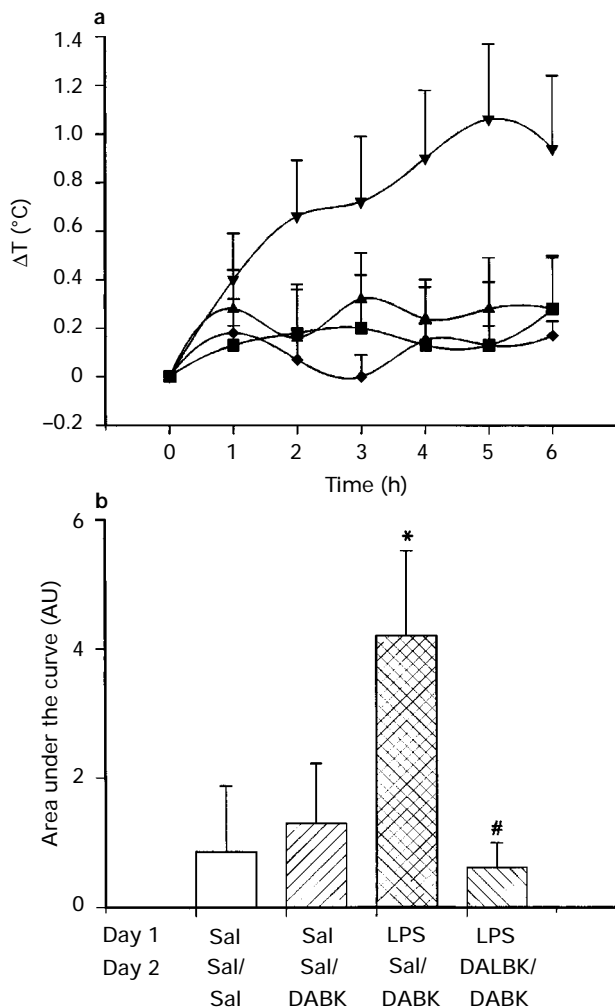 a
1.4
1.2
1.0
0.8
0.6
0.4
0.2
0
−0.2
ΔT (°C)
0 1 2 3 4 5 6
Time (h)
b
6
4
2
0
Area under the curve (AU)
*
#
Day 1 Sal Sal LPS LPS
Day 2 Sal/ Sal/ Sal/ DALBK/
Sal DABK DABK DABK